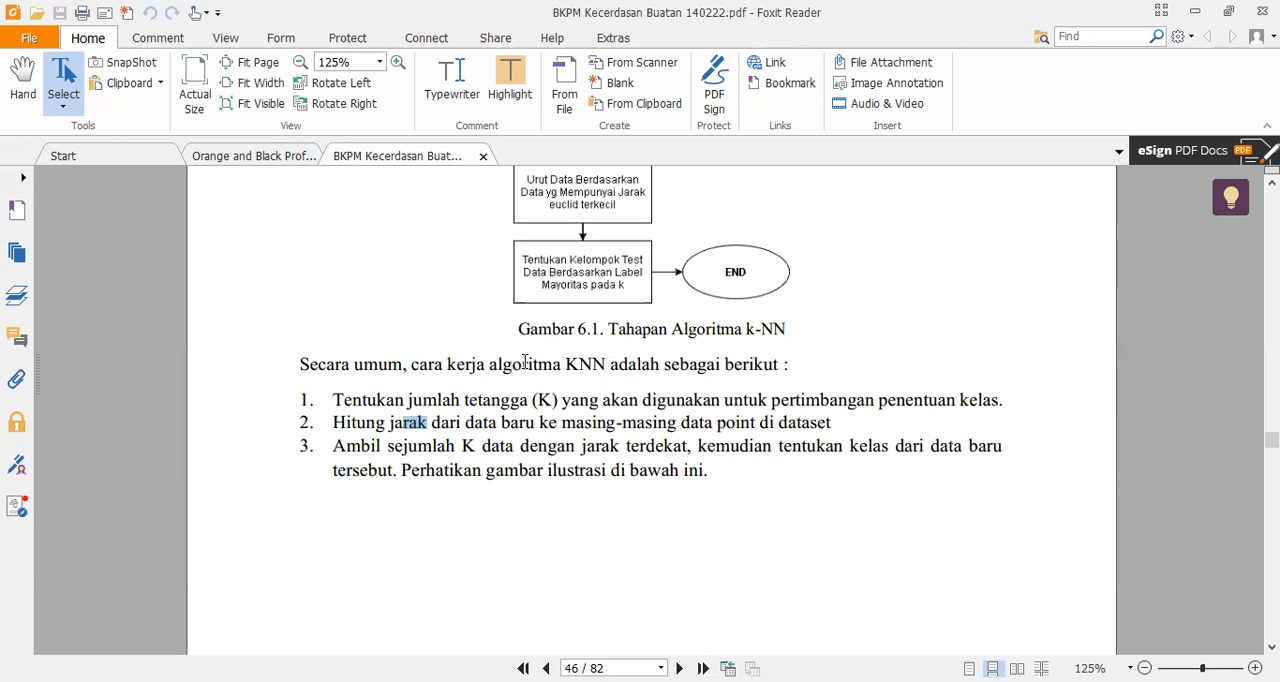 BKPM Kecerdasan Buatan 140222.pdf - Foxit Reader
File Home Comment View Form Protect Connect Share Help Extras
Find
Hand
Select
SnapShot
Clipboard
Tools
Actual
Size
Fit Page
Fit Width
Fit Visible
125%
Rotate Left
Rotate Right
View
Typewriter
Highlight
Comment
From
File
From Scanner
Blank
From Clipboard
Create
PDF
Sign
Protect
Link
Bookmark
Links
File Attachment
Image Annotation
Audio & Video
Insert
Start
Orange and Black Prof...
BKPM Kecerdasan Buat...
eSign PDF Docs PDF
Urut Data Berdasarkan
Data yg Mempunyai Jarak
euclid terkecil
Tentukan Kelompok Test
Data Berdasarkan Label
Mayoritas pada k
END
Gambar 6.1. Tahapan Algoritma k-NN
Secara umum, cara kerja algoritma KNN adalah sebagai berikut :
1. Tentukan jumlah tetangga (K) yang akan digunakan untuk pertimbangan penentuan kelas.
2. Hitung jarak dari data baru ke masing-masing data point di dataset
3. Ambil sejumlah K data dengan jarak terdekat, kemudian tentukan kelas dari data baru
tersebut. Perhatikan gambar ilustrasi di bawah ini.
46 / 82
125%